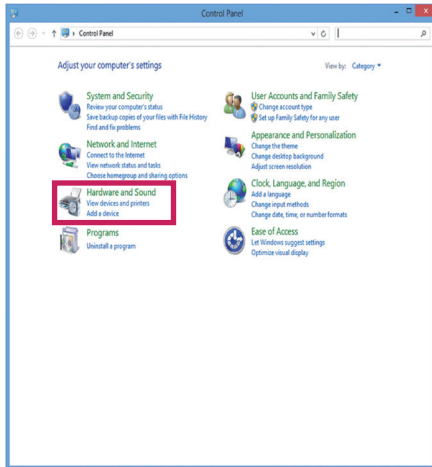 Control Panel
Control Panel
Adjust your computer's settings
View by: Category
System and Security
Review your computer's status
Save backup copies of your files with File History
Find and fix problems
Network and Internet
Connect to the Internet
View network status and tasks
Choose homegroup and sharing options
Hardware and Sound
View devices and printers
Add a device
Programs
Uninstall a program
User Accounts and Family Safety
Change account type
Set up Family Safety for any user
Appearance and Personalization
Change the theme
Change desktop background
Adjust screen resolution
Clock, Language, and Region
Add a language
Change input methods
Change date, time, or number formats
Ease of Access
Let Windows suggest settings
Optimize visual display